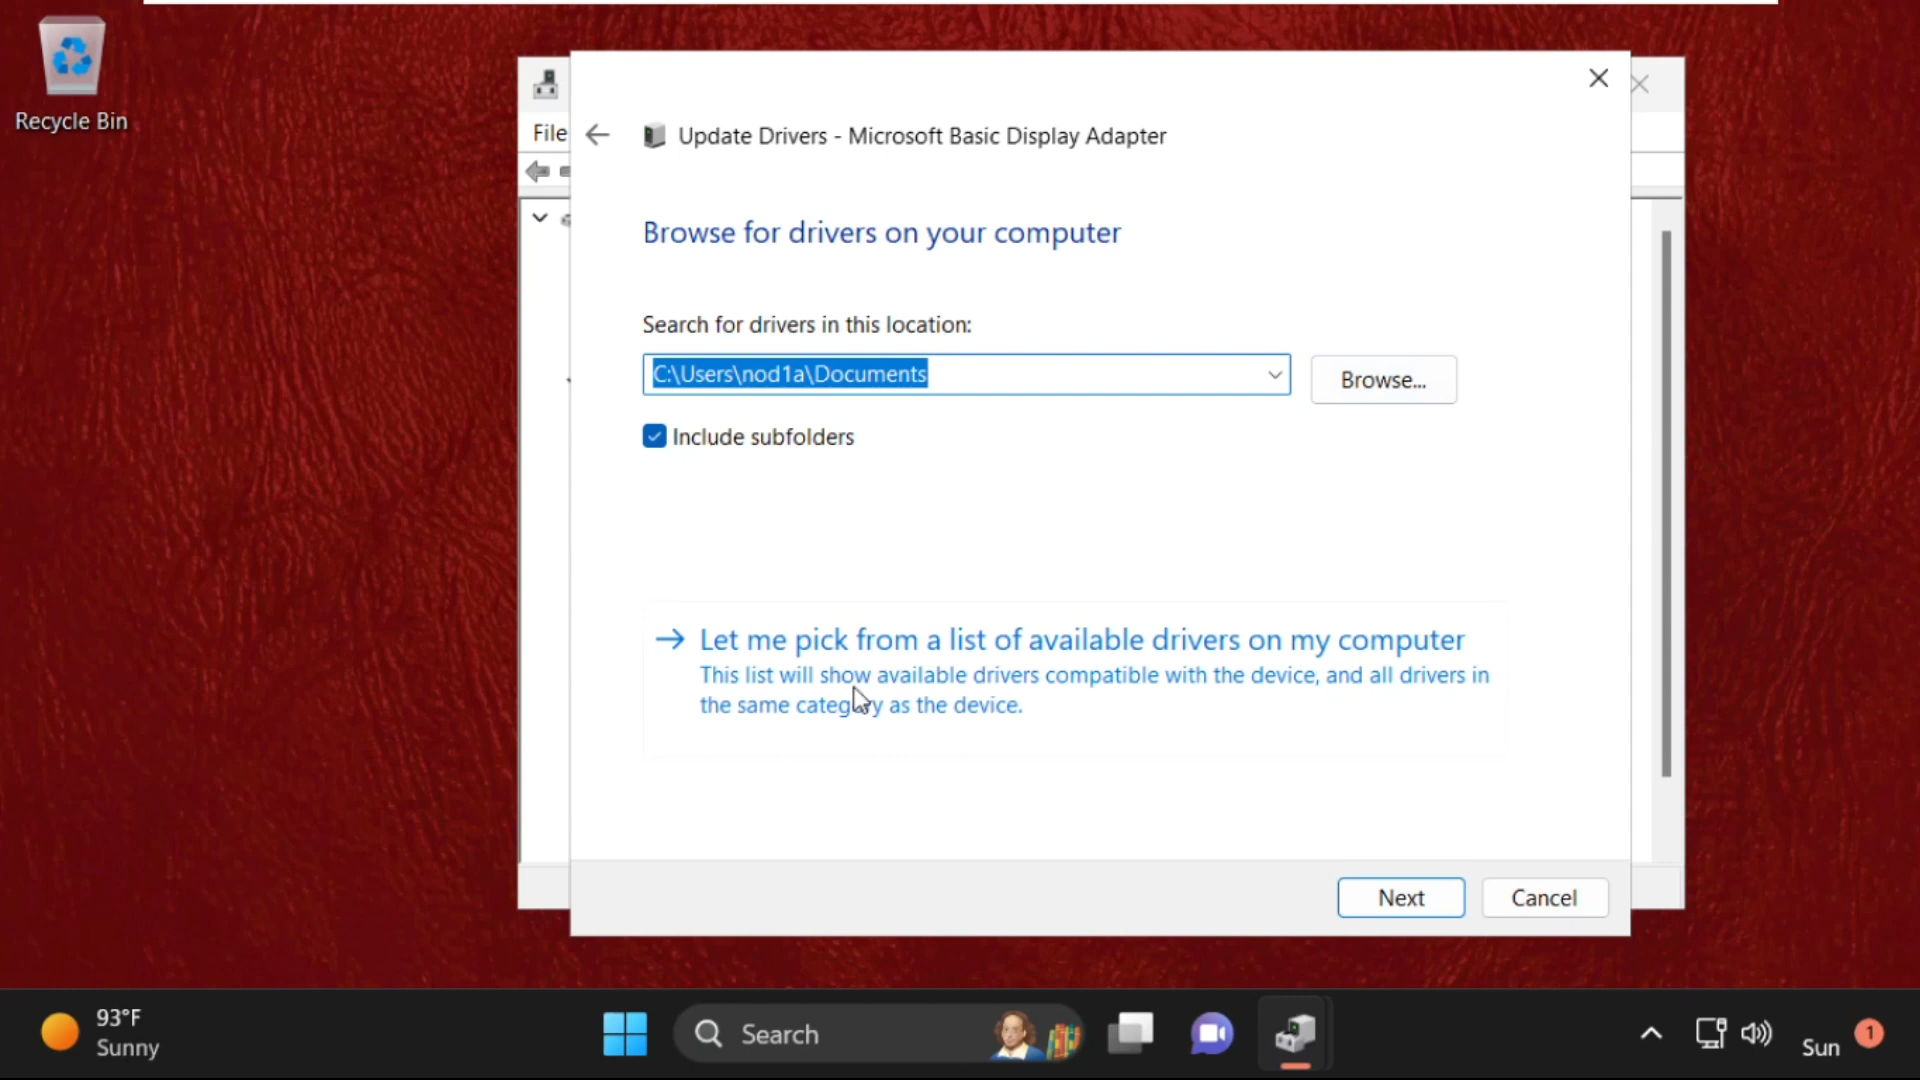 Recycle Bin
File
Update Drivers - Microsoft Basic Display Adapter
Browse for drivers on your computer
Search for drivers in this location:
C:\Users\nod1a\Documents
Browse...
Include subfolders
Let me pick from a list of available drivers on my computer
This list will show available drivers compatible with the device, and all drivers in
the same category as the device.
Next
Cancel
93°F
Sunny
Search
Sun
1